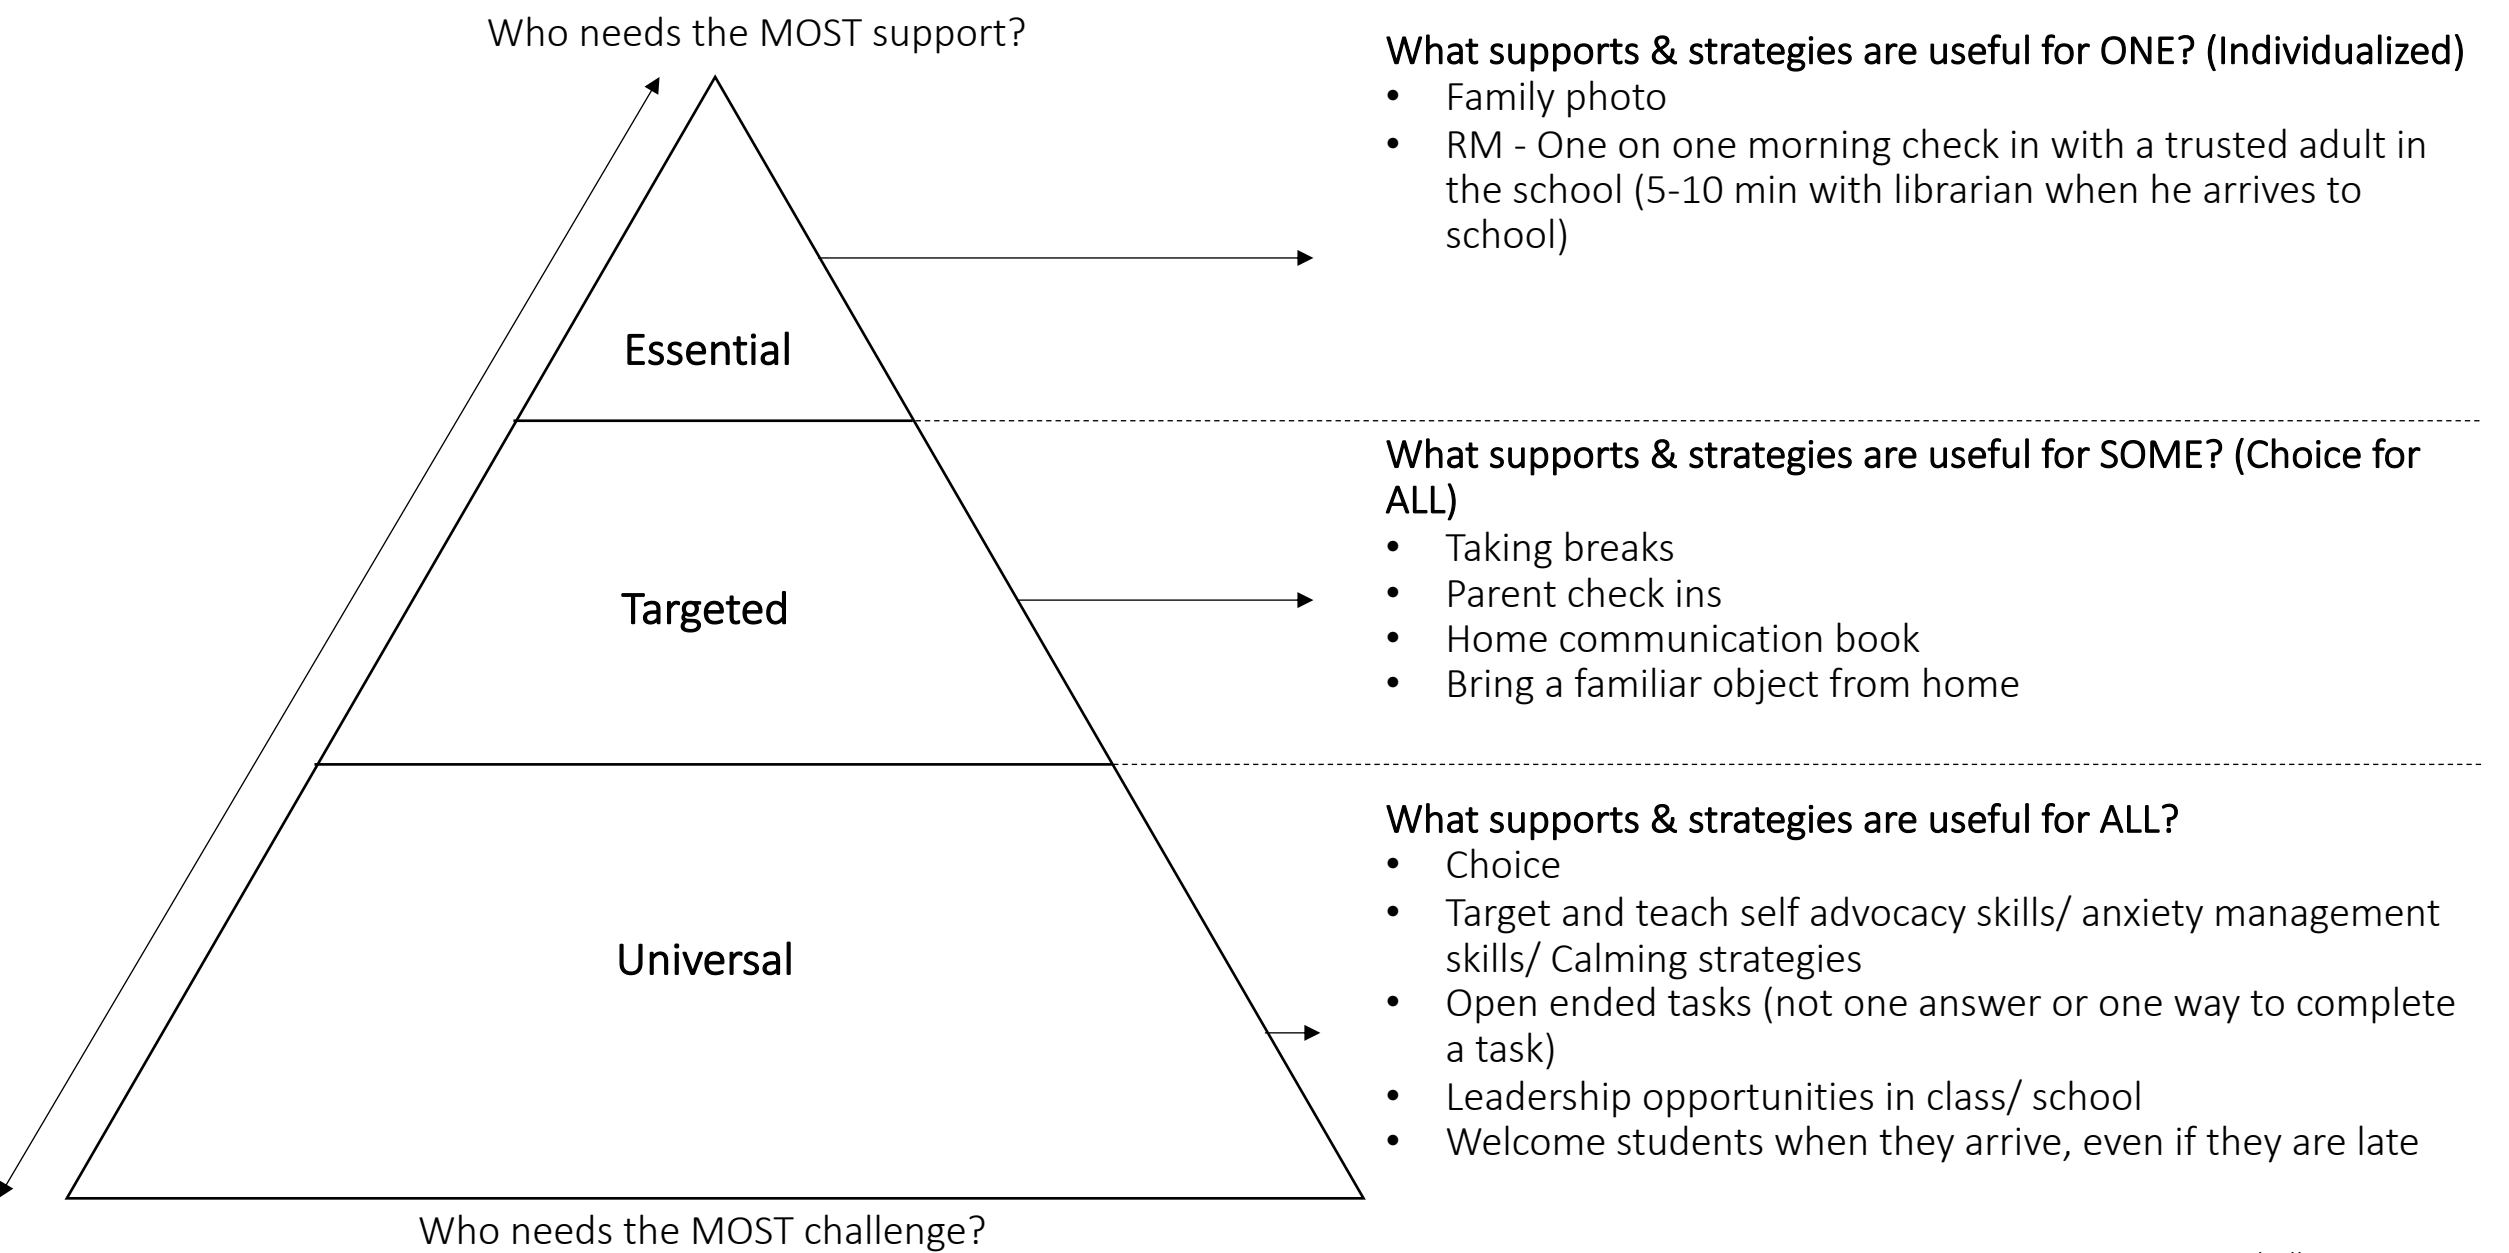 Who needs the MOST support?
What supports & strategies are useful for ONE? (Individualized)
• Family photo
• RM - One on one morning check in with a trusted adult in
the school (5-10 min with librarian when he arrives to
school)
Essential
What supports & strategies are useful for SOME? (Choice for
ALL)
• Taking breaks
• Parent check ins
• Home communication book
• Bring a familiar object from home
Targeted
What supports & strategies are useful for ALL?
• Choice
• Target and teach self advocacy skills/ anxiety management
skills/ Calming strategies
• Open ended tasks (not one answer or one way to complete
a task)
• Leadership opportunities in class/ school
• Welcome students when they arrive, even if they are late
Universal
Who needs the MOST challenge?